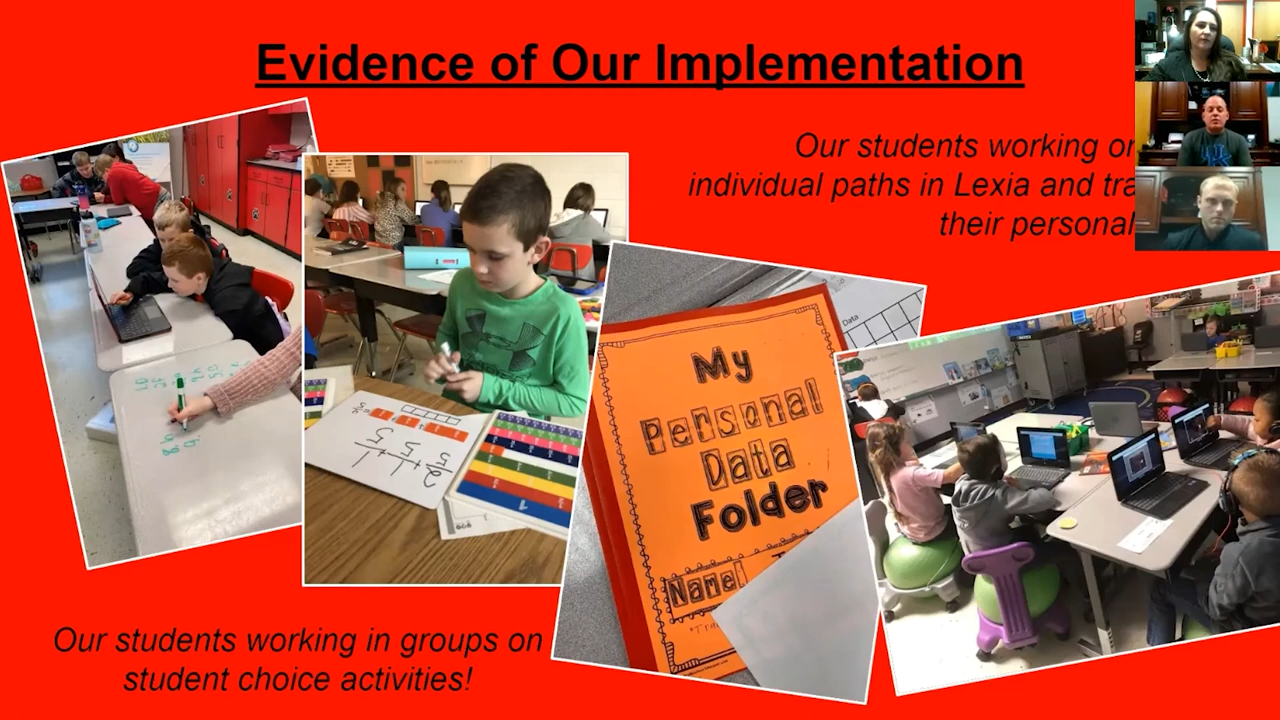 Evidence of Our Implementation
Our students working or
individual paths in Lexia and tra
their personal
Data
My
Personal
Data
Folder
Name:
Our students working in groups on
student choice activities!